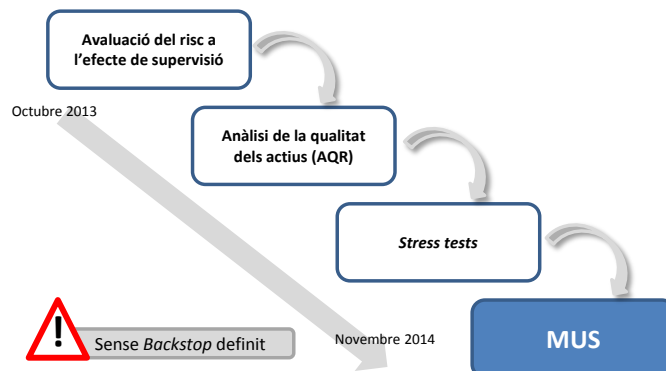 Avaluació del risc a
l'efecte de supervisió
Octubre 2013
Anàlisi de la qualitat
dels actius (AQR)
Stress tests
!
Sense Backstop definit
Novembre 2014
MUS